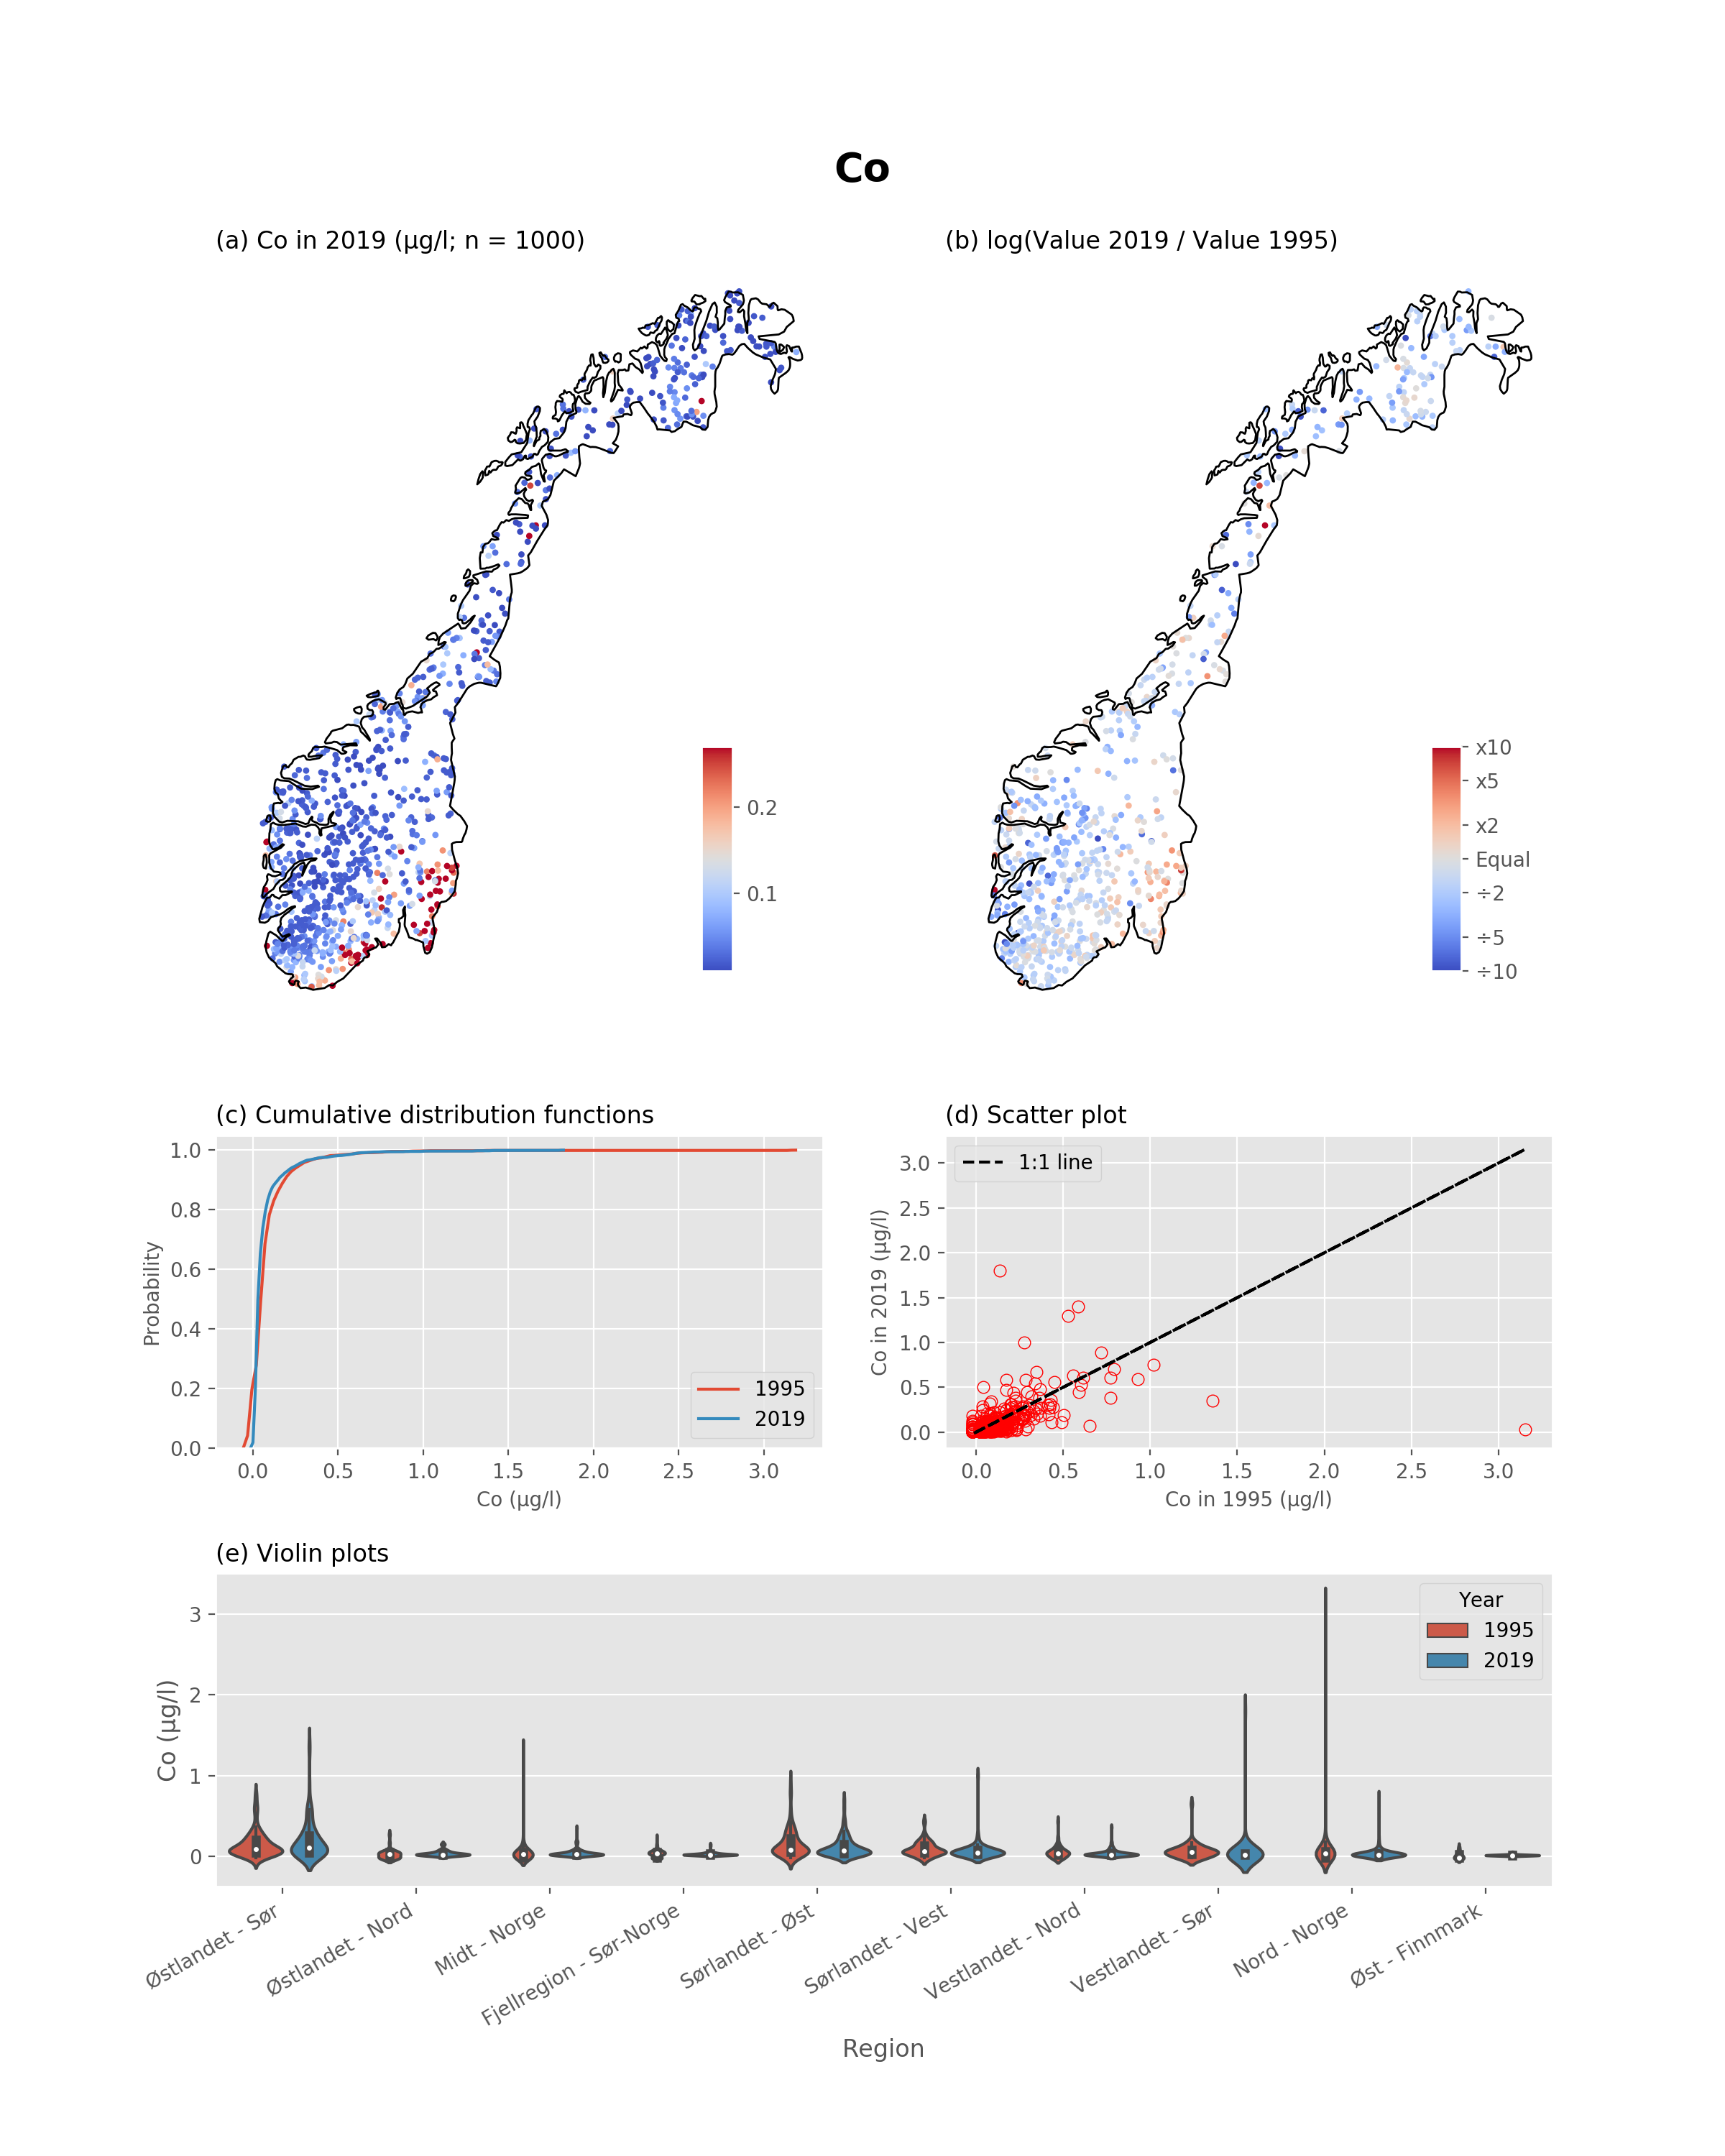 Co
(a) Co in 2019 (µg/l; n = 1000)
0.2
0.1
(b) log(Value 2019 / Value 1995)
x10
x5
x2
Equal
÷2
÷5
÷10
(c) Cumulative distribution functions
1.0
0.8
0.6
0.4
0.2
0.0
Probability
0.0 0.5 1.0 1.5 2.0 2.5 3.0
Co (µg/l)
1995
2019
(d) Scatter plot
1:1 line
3.0
2.5
2.0
1.5
1.0
0.5
0.0
Co in 2019 (µg/l)
0.0 0.5 1.0 1.5 2.0 2.5 3.0
Co in 1995 (µg/l)
(e) Violin plots
3
2
1
0
Co (µg/l)
Year
1995
2019
Østlandet - Sør
Østlandet - Nord
Midt - Norge
Fjellregion - Sør-Norge
Sørlandet - Øst
Sørlandet - Vest
Vestlandet - Nord
Vestlandet - Sør
Nord - Norge
Øst - Finnmark
Region